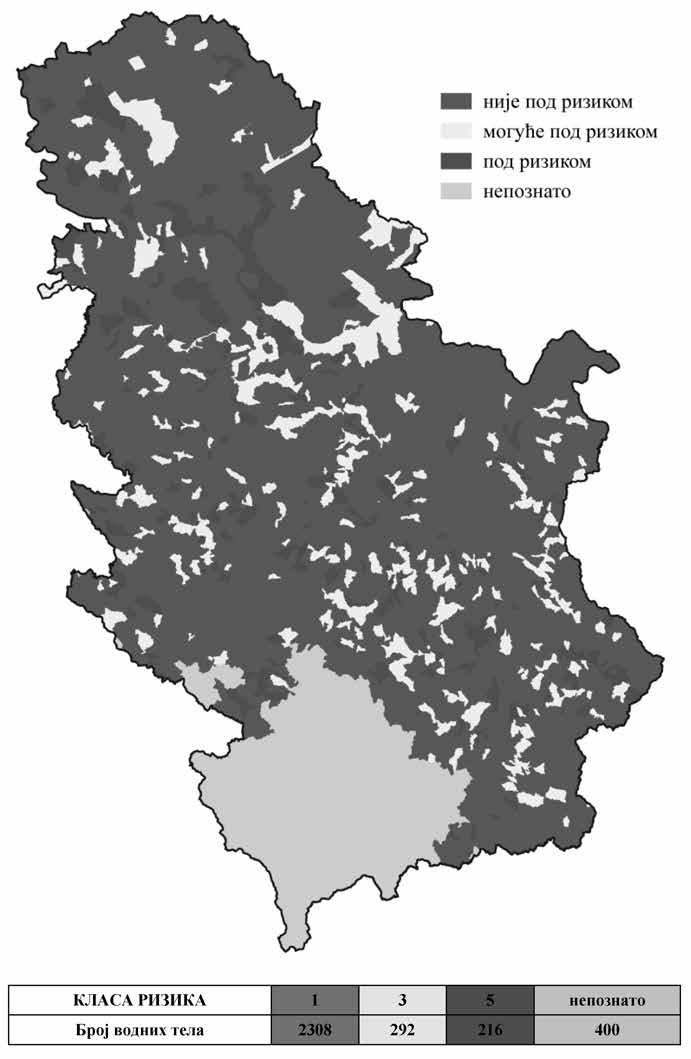 није под ризиком
могуће под ризиком
под ризиком
непознато
КЛАСА РИЗИКА 1 3 5 непознато
Број водних тела 2308 292 216 400